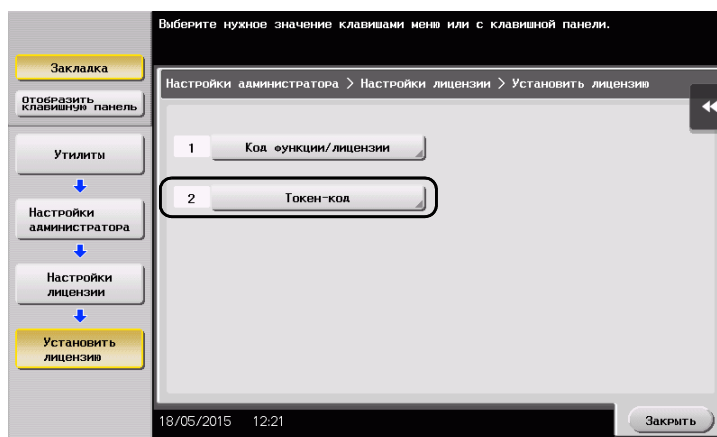 Выберите нужное значение клавишами меню или с клавишной панели.
Закладка
Отобразить
клавишную панель
Настройки администратора > Настройки лицензии > Установить лицензию
Утилиты
1 Код функции/лицензии
2 Токен-код
Настройки
администратора
Настройки
лицензии
Установить
лицензию
18/05/2015 12:21
Закрыть